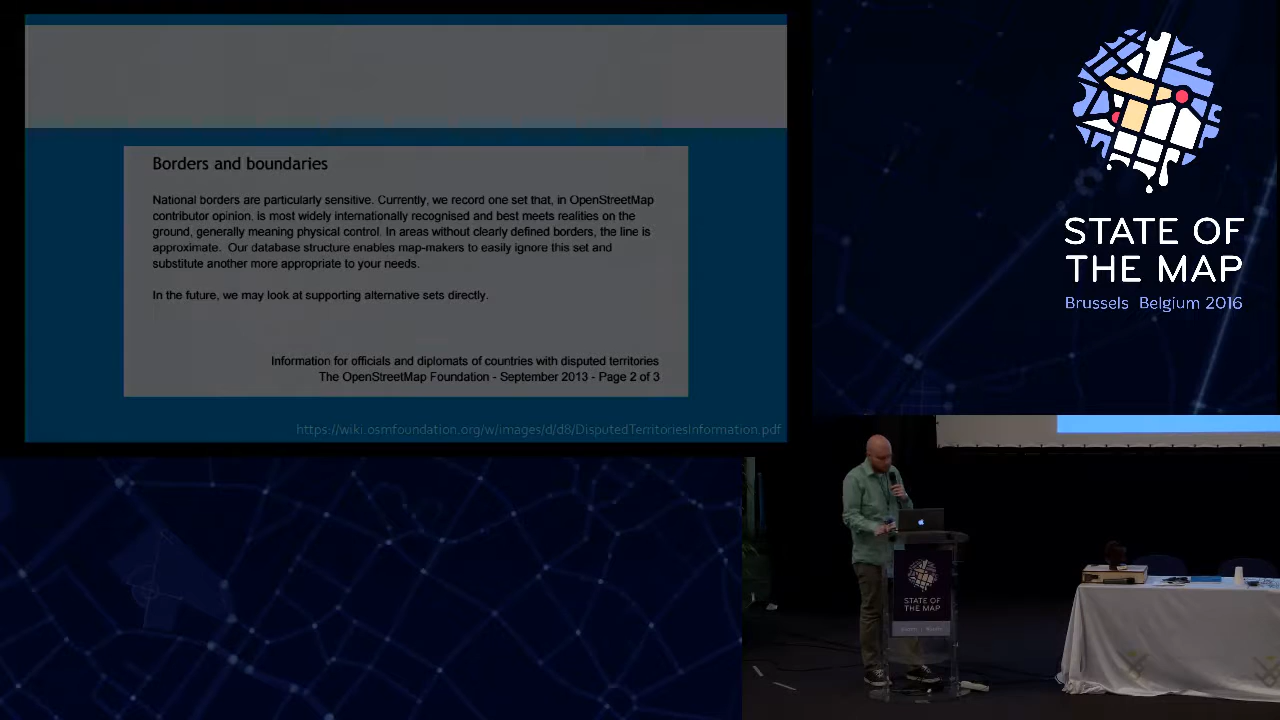 Borders and boundaries
National borders are particularly sensitive. Currently, we record one set that, in OpenStreetMap
contributor opinion, is most widely internationally recognised and best meets realities on the
ground, generally meaning physical control. In areas without clearly defined borders, the line is
approximate. Our database structure enables map-makers to easily ignore this set and
substitute another more appropriate to your needs.
In the future, we may look at supporting alternative sets directly.
Information for officials and diplomats of countries with disputed territories
The OpenStreetMap Foundation - September 2013 - Page 2 of 3
https://wiki.osmfoundation.org/w/images/d/d8/DisputedTerritoriesInformation.pdf
STATE OF
THE MAP
Brussels Belgium 2016
STATE OF
THE MAP